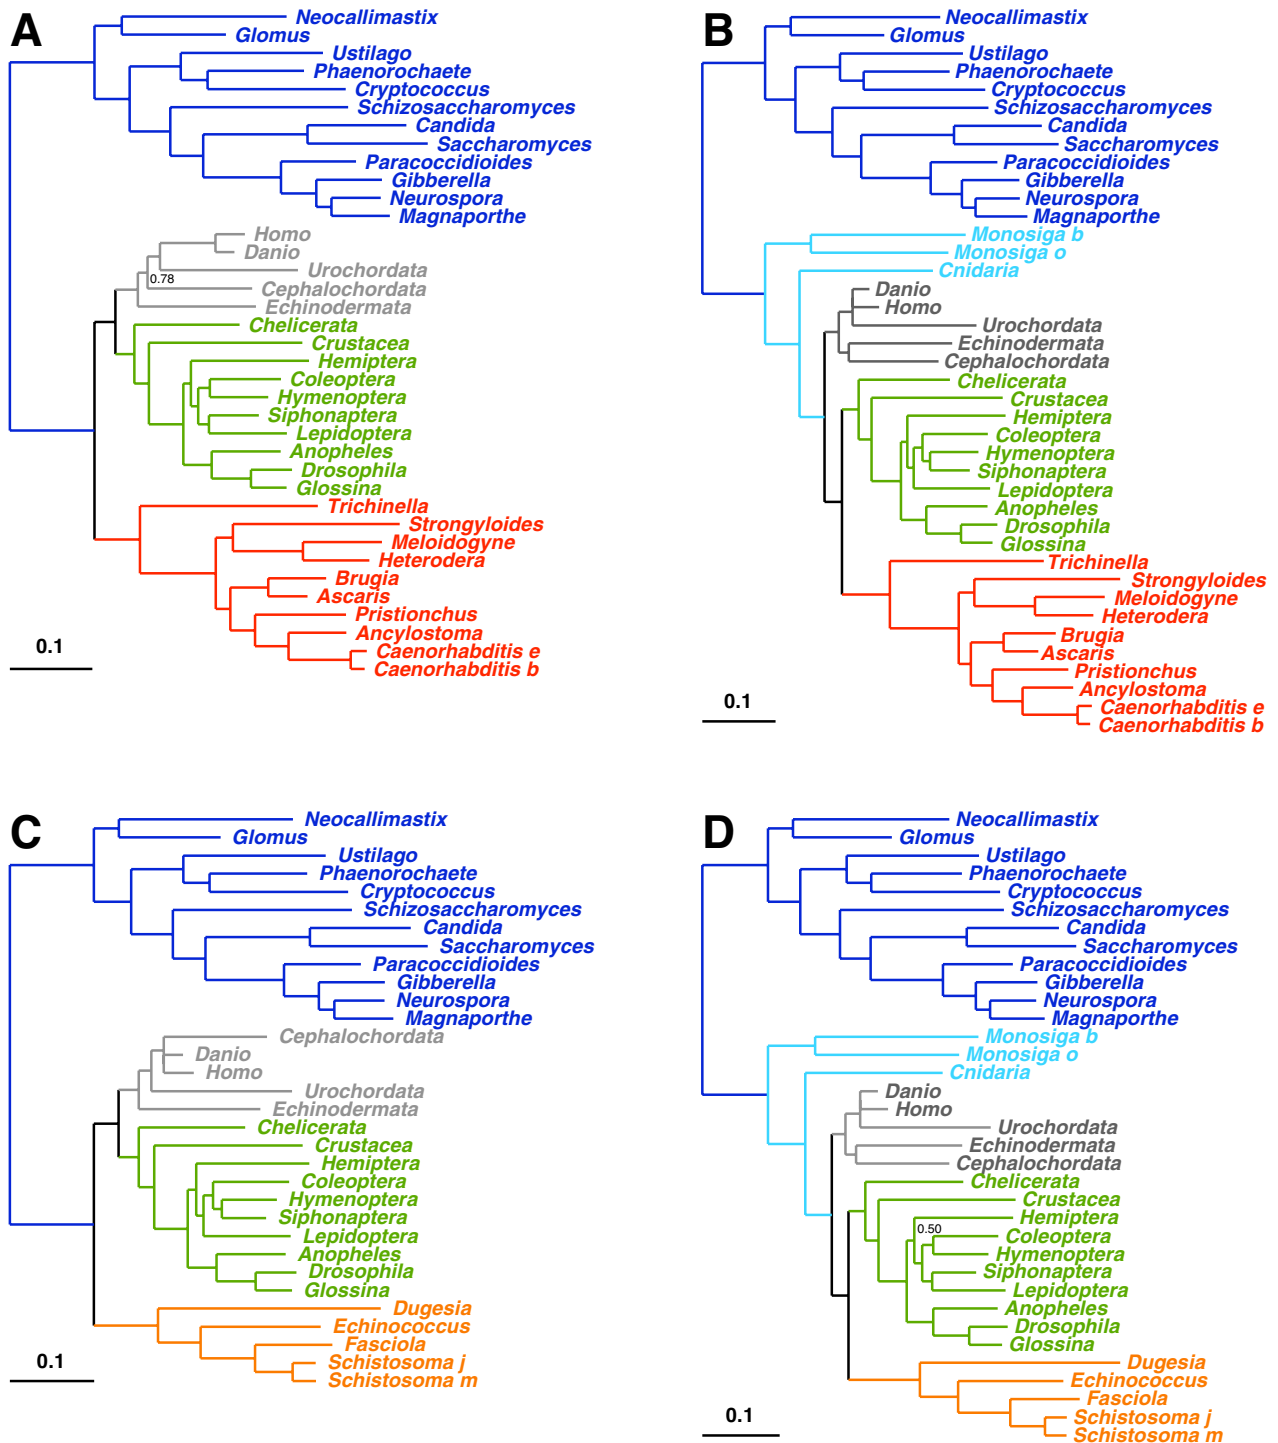 A
Neocallimastix
Glomus
Ustilago
Phaenorochaete
Cryptococcus
Schizosaccharomyces
Candida
Saccharomyces
Paracoccidioides
Gibberella
Neurospora
Magnaporthe
Homo
Danio
Urochordata
0.78
Cephalochordata
Echinodermata
Chelicerata
Crustacea
Hemiptera
Coleoptera
Hymenoptera
Siphonaptera
Lepidoptera
Anopheles
Drosophila
Glossina
Trichinella
Strongyloides
Meloidogyne
Heterodera
Brugia
Ascaris
Pristionchus
Ancylostoma
Caenorhabditis e
Caenorhabditis b
0.1
B
Neocallimastix
Glomus
Ustilago
Phaenorochaete
Cryptococcus
Schizosaccharomyces
Candida
Saccharomyces
Paracoccidioides
Gibberella
Neurospora
Magnaporthe
Monosiga b
Monosiga o
Cnidaria
Danio
Homo
Urochordata
Echinodermata
Cephalochordata
Chelicerata
Crustacea
Hemiptera
Coleoptera
Hymenoptera
Siphonaptera
Lepidoptera
Anopheles
Drosophila
Glossina
Trichinella
Strongyloides
Meloidogyne
Heterodera
Brugia
Ascaris
Pristionchus
Ancylostoma
Caenorhabditis e
Caenorhabditis b
0.1
C
Neocallimastix
Glomus
Ustilago
Phaenorochaete
Cryptococcus
Schizosaccharomyces
Candida
Saccharomyces
Paracoccidioides
Gibberella
Neurospora
Magnaporthe
Cephalochordata
Danio
Homo
Urochordata
Echinodermata
Chelicerata
Crustacea
Hemiptera
Coleoptera
Hymenoptera
Siphonaptera
Lepidoptera
Anopheles
Drosophila
Glossina
Dugesia
Echinococcus
Fasciola
Schistosoma j
Schistosoma m
0.1
D
Neocallimastix
Glomus
Ustilago
Phaenorochaete
Cryptococcus
Schizosaccharomyces
Candida
Saccharomyces
Paracoccidioides
Gibberella
Neurospora
Magnaporthe
Monosiga b
Monosiga o
Cnidaria
Danio
Homo
Urochordata
Echinodermata
Cephalochordata
Chelicerata
Crustacea
Hemiptera
0.50
Coleoptera
Hymenoptera
Siphonaptera
Lepidoptera
Anopheles
Drosophila
Glossina
Dugesia
Echinococcus
Fasciola
Schistosoma j
Schistosoma m
0.1